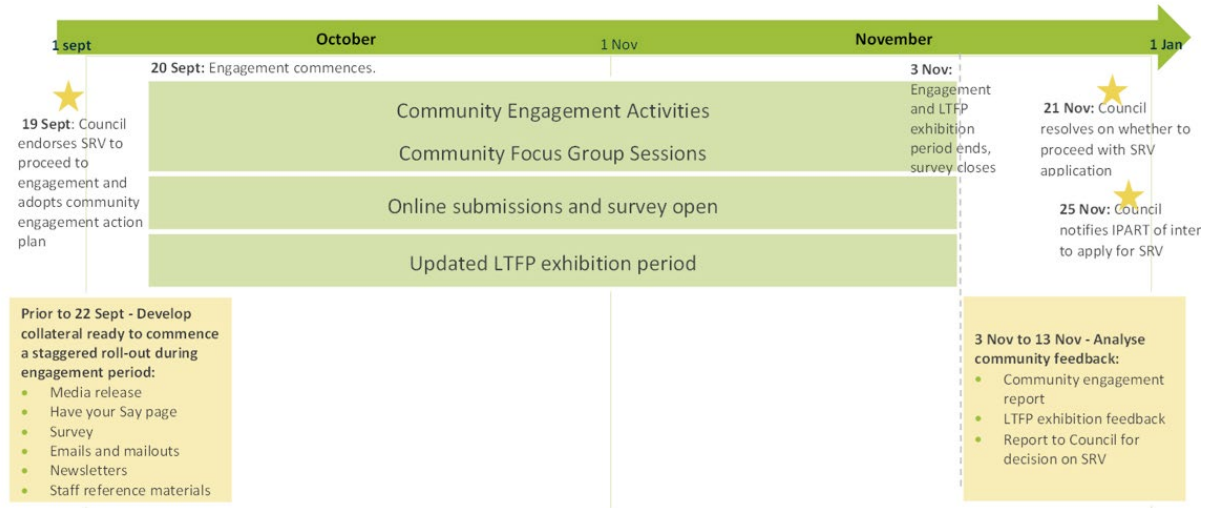 1 sept
October
1 Nov
November
1 Jan
20 Sept: Engagement commences.
19 Sept: Council
endorses SRV to
proceed to
engagement and
adopts community
engagement action
plan
Community Engagement Activities
Community Focus Group Sessions
Online submissions and survey open
Updated LTFP exhibition period
3 Nov:
Engagement
and LTFP
exhibition
period ends,
survey closes
21 Nov: Council
resolves on whether to
proceed with SRV
application
25 Nov: Council
notifies IPART of inter
to apply for SRV
Prior to 22 Sept - Develop
collateral ready to commence
a staggered roll-out during
engagement period:
• Media release
• Have your Say page
• Survey
• Emails and mailouts
• Newsletters
• Staff reference materials
3 Nov to 13 Nov - Analyse
community feedback:
• Community engagement
report
• LTFP exhibition feedback
• Report to Council for
decision on SRV